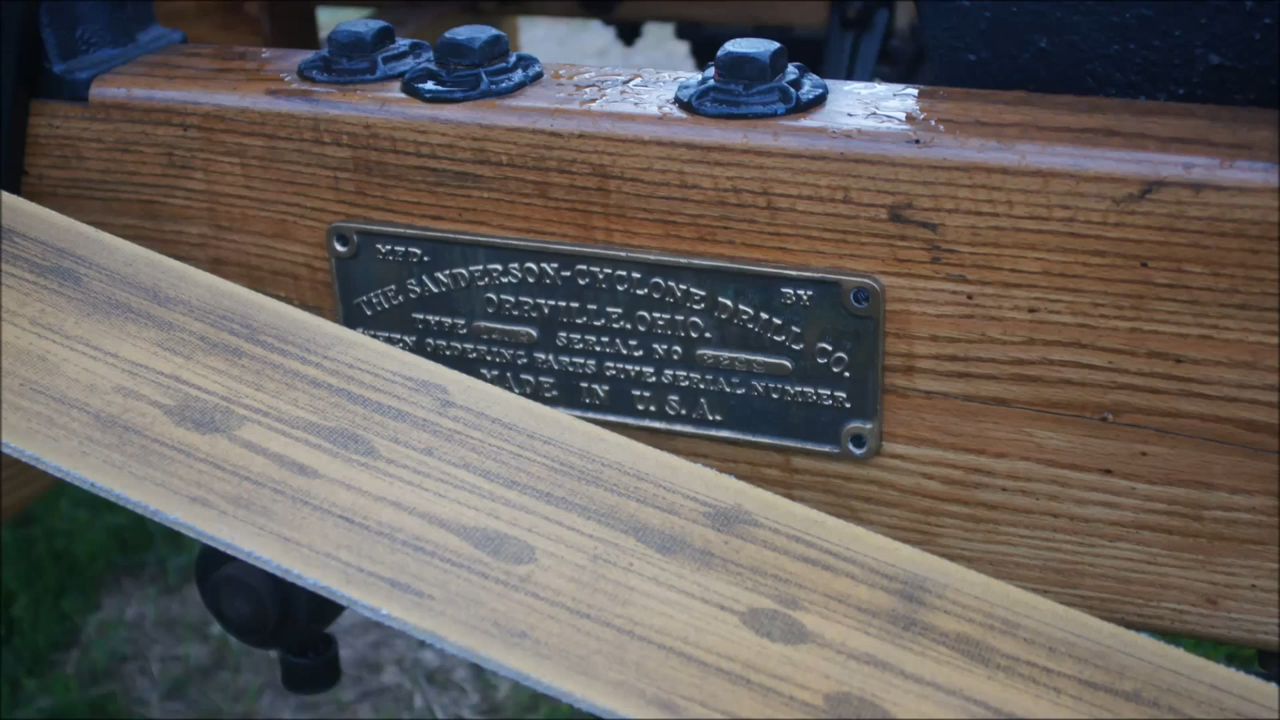 MFD. BY
THE SANDERSON-CYCLONE DRILL CO.
ORRVILLE, OHIO.
TYPE SERIAL NO
WHEN ORDERING PARTS GIVE SERIAL NUMBER.
MADE IN U.S.A.